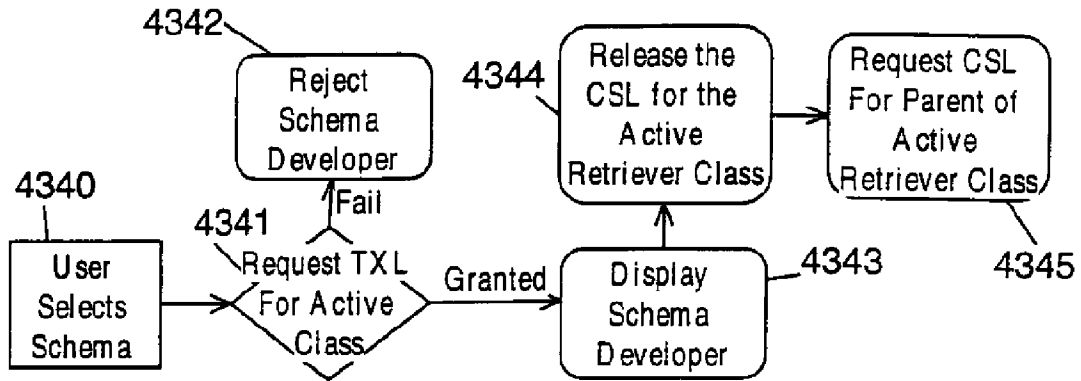 4342
Reject
Schema
Developer
4344
Release the
CSL for the
Active
Retriever Class
Request CSL
For Parent of
Active
Retriever Class
4345
4340
User
Selects
Schema
4341
Request TXL
For Active
Class
Fail
Granted
Display
Schema
Developer
4343